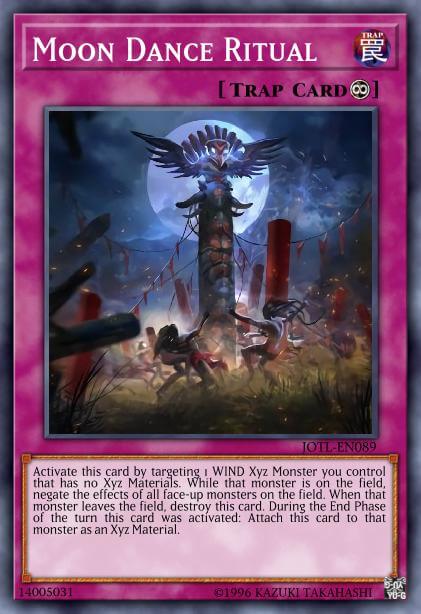 MOON DANCE RITUAL
TRAP
罠
[TRAP CARD]
JOTL-EN089
Activate this card by targeting 1 WIND Xyz Monster you control
that has no Xyz Materials. While that monster is on the field,
negate the effects of all face-up monsters on the field. When that
monster leaves the field, destroy this card. During the End Phase
of the turn this card was activated: Attach this card to that
monster as an Xyz Material.
14005031
©1996 KAZUKI TAKAHASHI